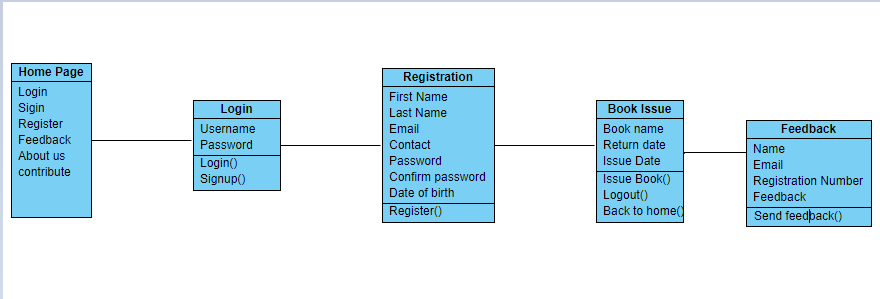 Home Page
Login
Sigin
Register
Feedback
About us
contribute
Login
Username
Password
Login()
Signup()
Registration
First Name
Last Name
Email
Contact
Password
Confirm password
Date of birth
Register()
Book Issue
Book name
Return date
Issue Date
Issue Book()
Logout()
Back to home()
Feedback
Name
Email
Registration Number
Feedback
Send feedback()